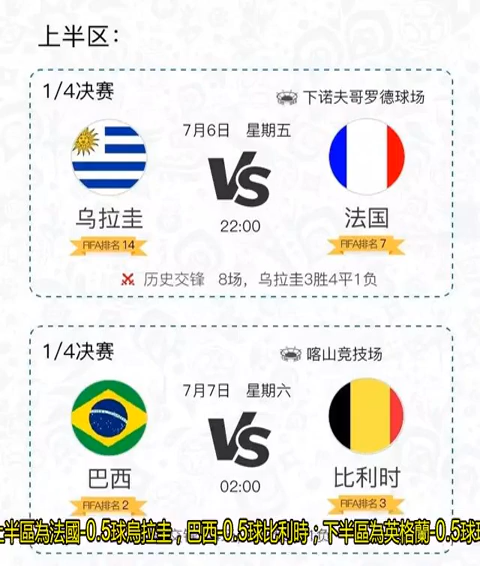 上半区：
1/4决赛
下诺夫哥罗德球场
7月6日 星期五
VS
22:00
乌拉圭
法国
FIFA排名 14
FIFA排名 7
历史交锋 8场，乌拉圭3胜4平1负
1/4决赛
喀山竞技场
7月7日 星期六
VS
02:00
巴西
比利时
FIFA排名 2
FIFA排名 3
上半區為法國-0.5球烏拉圭，巴西-0.5球比利時；下半區為英格蘭-0.5球